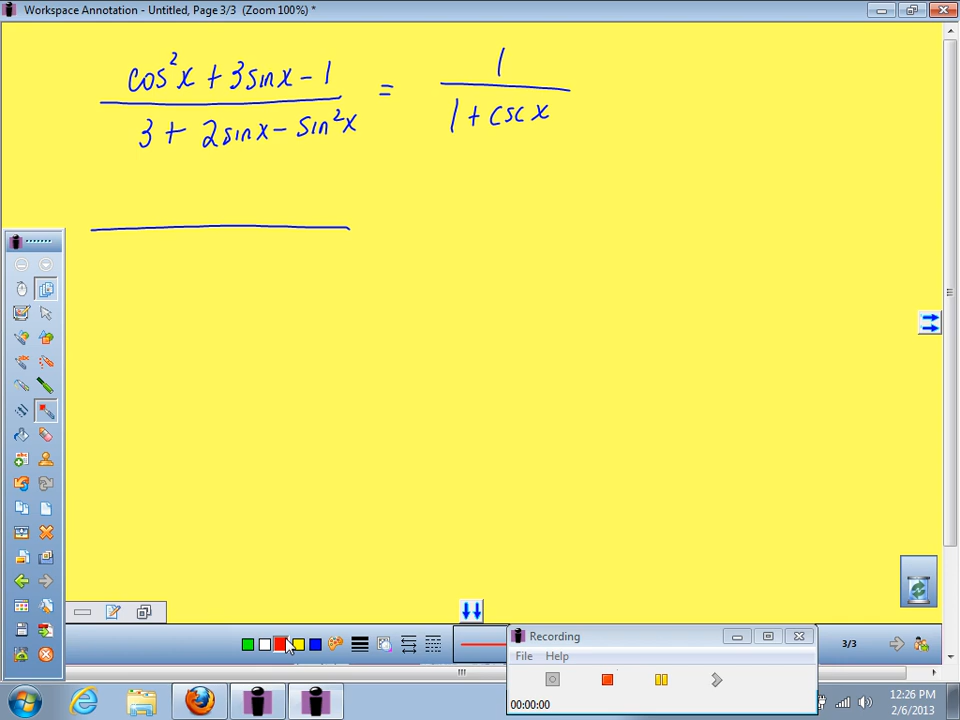 Workspace Annotation - Untitled, Page 3/3 (Zoom 100%) *
cos²x + 3sinx - 1
3 + 2sinx - sin²x
=
1
1 + csc x
Recording
File Help
00:00:00
3/3
12:26 PM
2/6/2013